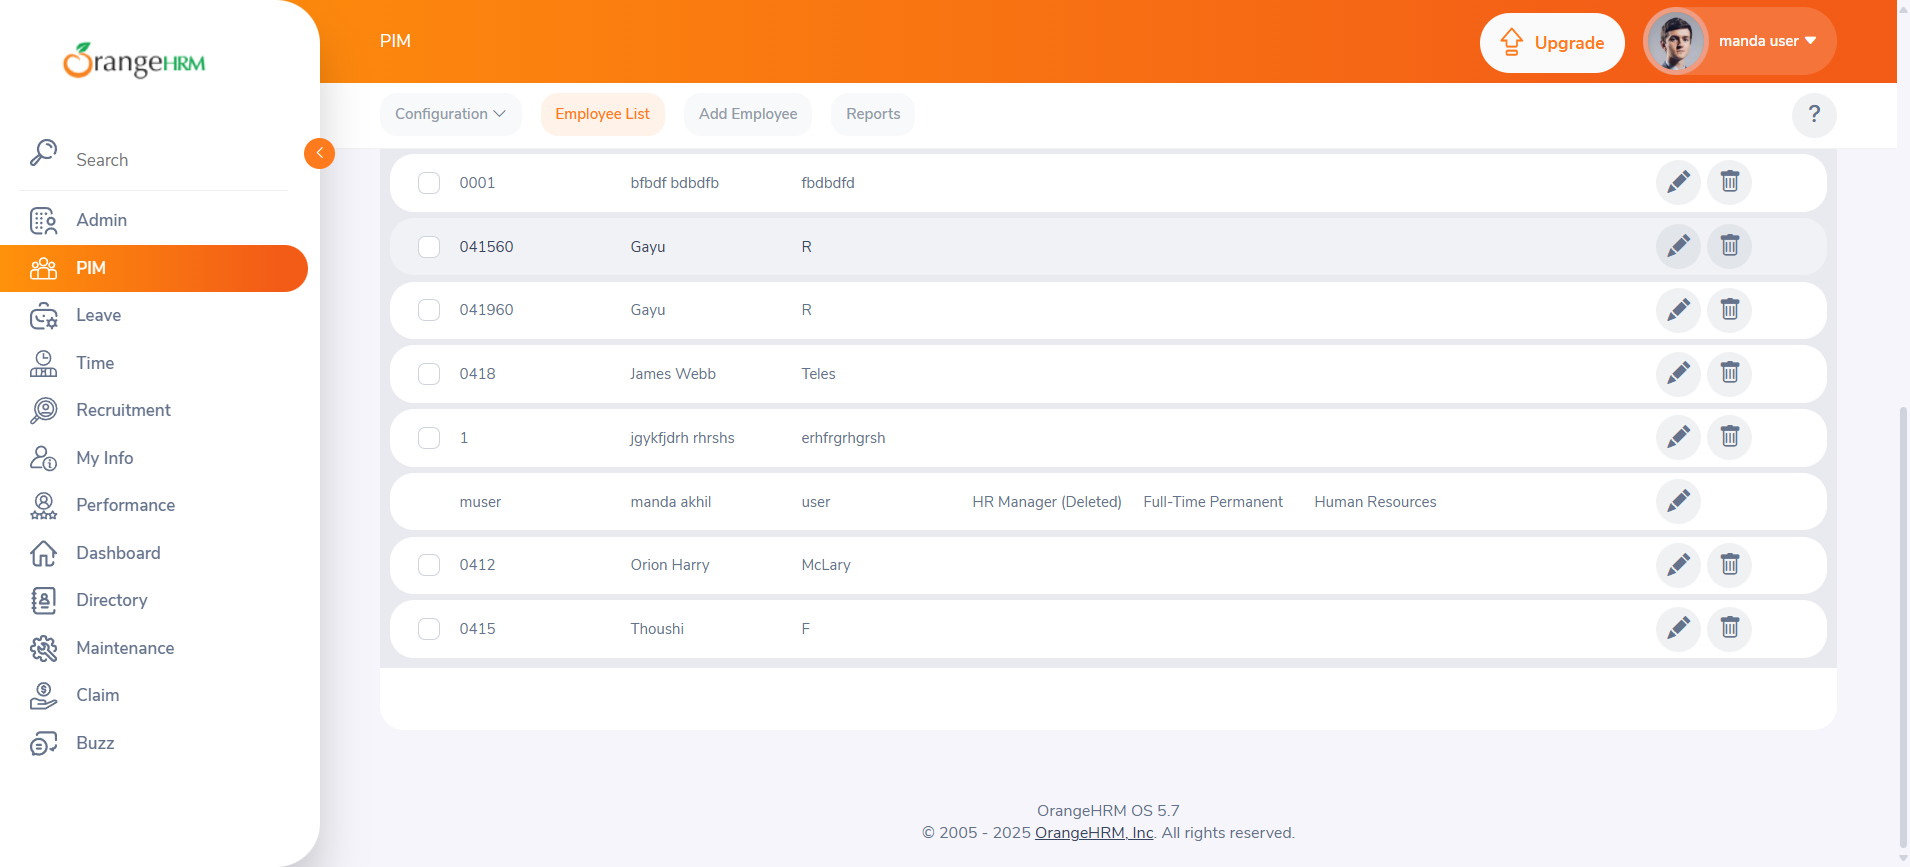 OrangeHRM
PIM
Upgrade
manda user
Configuration
Employee List
Add Employee
Reports
?
Search
Admin
PIM
Leave
Time
Recruitment
My Info
Performance
Dashboard
Directory
Maintenance
Claim
Buzz
0001 bfbdf bdbdfb fbdbdfd
041560 Gayu R
041960 Gayu R
0418 James Webb Teles
1 jgykfjdrh rhrshs erhfrgrhgrsh
muser manda akhil user HR Manager (Deleted) Full-Time Permanent Human Resources
0412 Orion Harry McLary
0415 Thoushi F
OrangeHRM OS 5.7
© 2005 - 2025 OrangeHRM, Inc. All rights reserved.